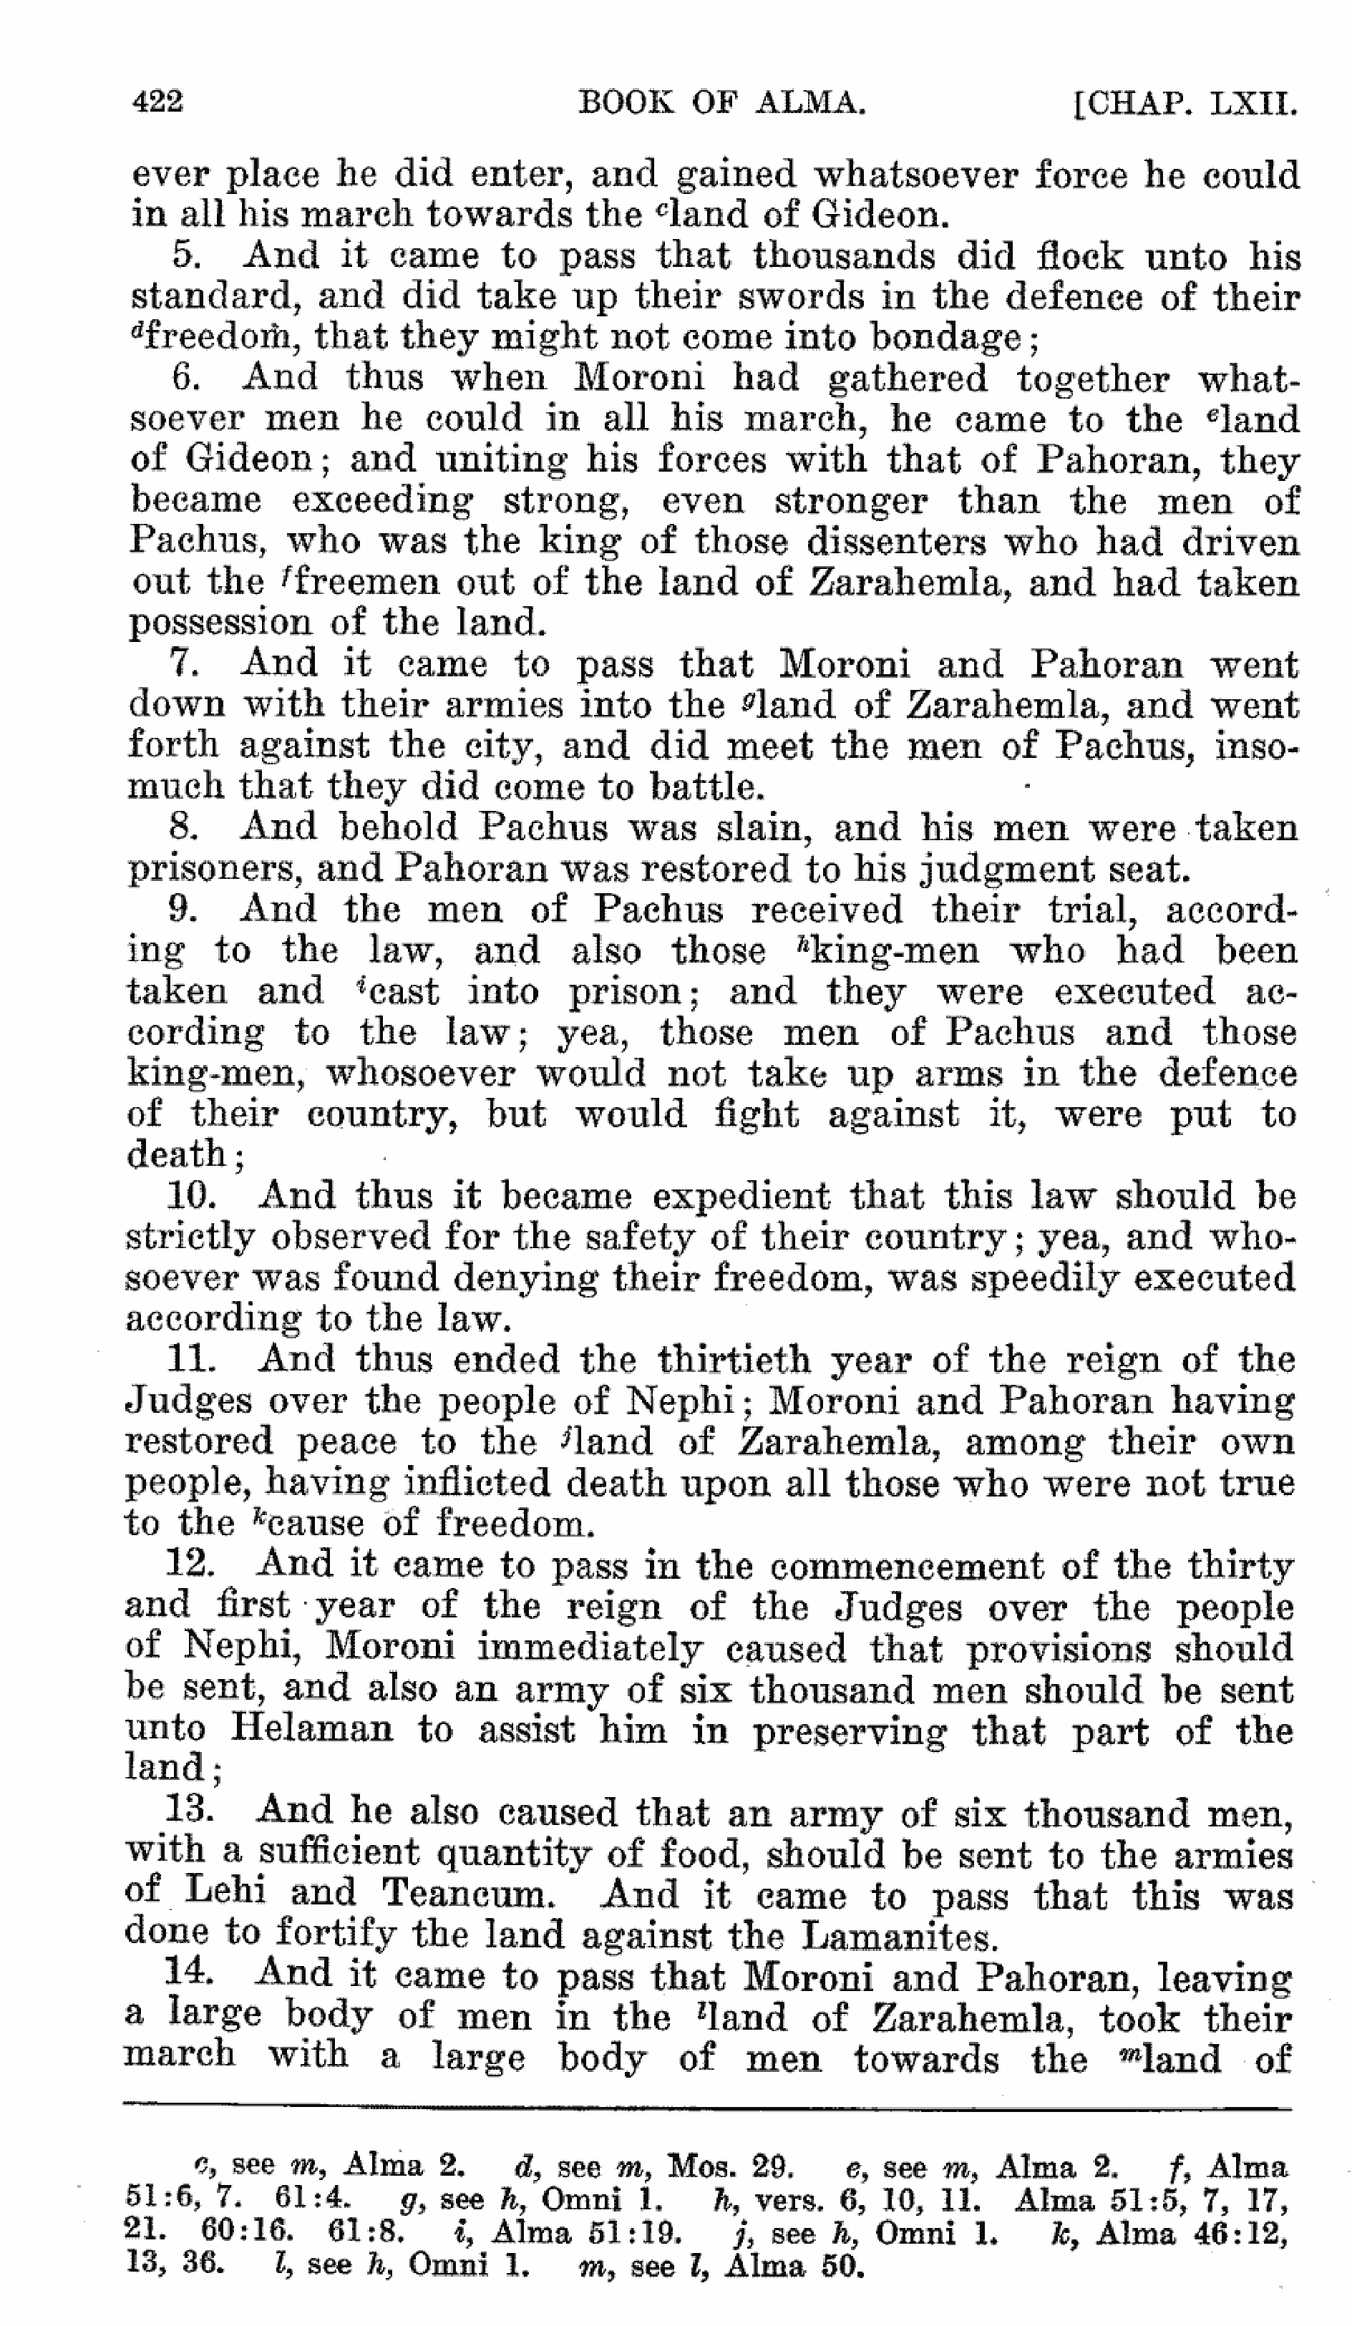 422 BOOK OF ALMA. [CHAP. LXII.
ever place he did enter, and gained whatsoever force he could
in all his march towards the cland of Gideon.
5. And it came to pass that thousands did flock unto his
standard, and did take up their swords in the defence of their
dfreedom, that they might not come into bondage;
6. And thus when Moroni had gathered together what-
soever men he could in all his march, he came to the eland
of Gideon; and uniting his forces with that of Pahoran, they
became exceeding strong, even stronger than the men of
Pachus, who was the king of those dissenters who had driven
out the ffreemen out of the land of Zarahemla, and had taken
possession of the land.
7. And it came to pass that Moroni and Pahoran went
down with their armies into the gland of Zarahemla, and went
forth against the city, and did meet the men of Pachus, inso-
much that they did come to battle.
8. And behold Pachus was slain, and his men were taken
prisoners, and Pahoran was restored to his judgment seat.
9. And the men of Pachus received their trial, accord-
ing to the law, and also those hking-men who had been
taken and icast into prison; and they were executed ac-
cording to the law; yea, those men of Pachus and those
king-men, whosoever would not take up arms in the defence
of their country, but would fight against it, were put to
death;
10. And thus it became expedient that this law should be
strictly observed for the safety of their country; yea, and who-
soever was found denying their freedom, was speedily executed
according to the law.
11. And thus ended the thirtieth year of the reign of the
Judges over the people of Nephi; Moroni and Pahoran having
restored peace to the jland of Zarahemla, among their own
people, having inflicted death upon all those who were not true
to the kcause of freedom.
12. And it came to pass in the commencement of the thirty
and first year of the reign of the Judges over the people
of Nephi, Moroni immediately caused that provisions should
be sent, and also an army of six thousand men should be sent
unto Helaman to assist him in preserving that part of the
land;
13. And he also caused that an army of six thousand men,
with a sufficient quantity of food, should be sent to the armies
of Lehi and Teancum. And it came to pass that this was
done to fortify the land against the Lamanites.
14. And it came to pass that Moroni and Pahoran, leaving
a large body of men in the lland of Zarahemla, took their
march with a large body of men towards the mland of
c, see m, Alma 2. d, see m, Mos. 29. e, see m, Alma 2. f, Alma
51:6, 7. 61:4. g, see h, Omni 1. h, vers. 6, 10, 11. Alma 51:5, 7, 17,
21. 60:16. 61:8. i, Alma 51:19. j, see h, Omni 1. k, Alma 46:12,
13, 36. l, see h, Omni 1. m, see l, Alma 50.